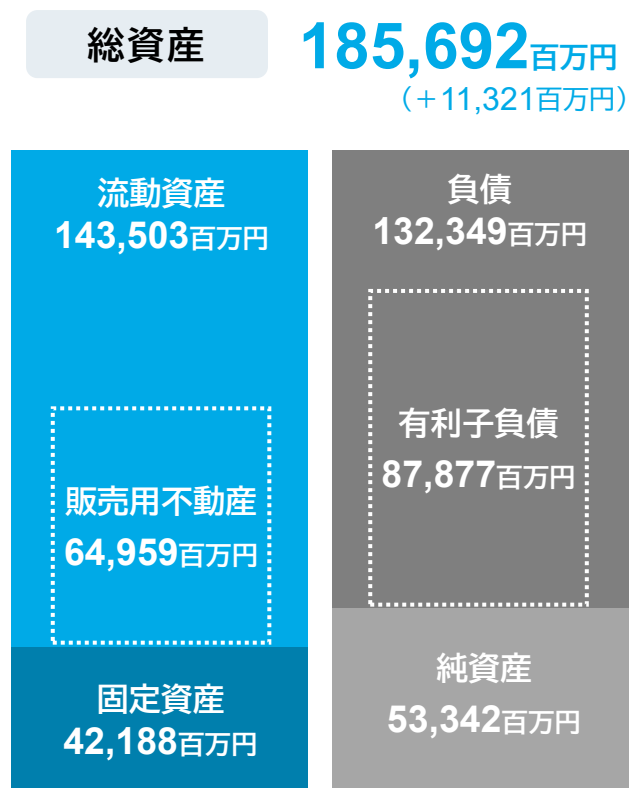 総資産
185,692百万円
（＋11,321百万円）
流動資産
143,503百万円
販売用不動産
64,959百万円
固定資産
42,188百万円
負債
132,349百万円
有利子負債
87,877百万円
純資産
53,342百万円